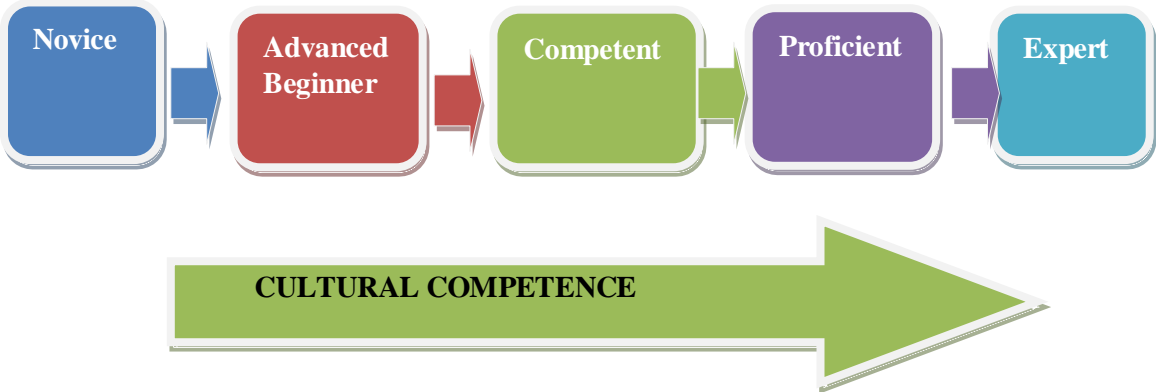 Novice
Advanced
Beginner
Competent
Proficient
Expert
CULTURAL COMPETENCE